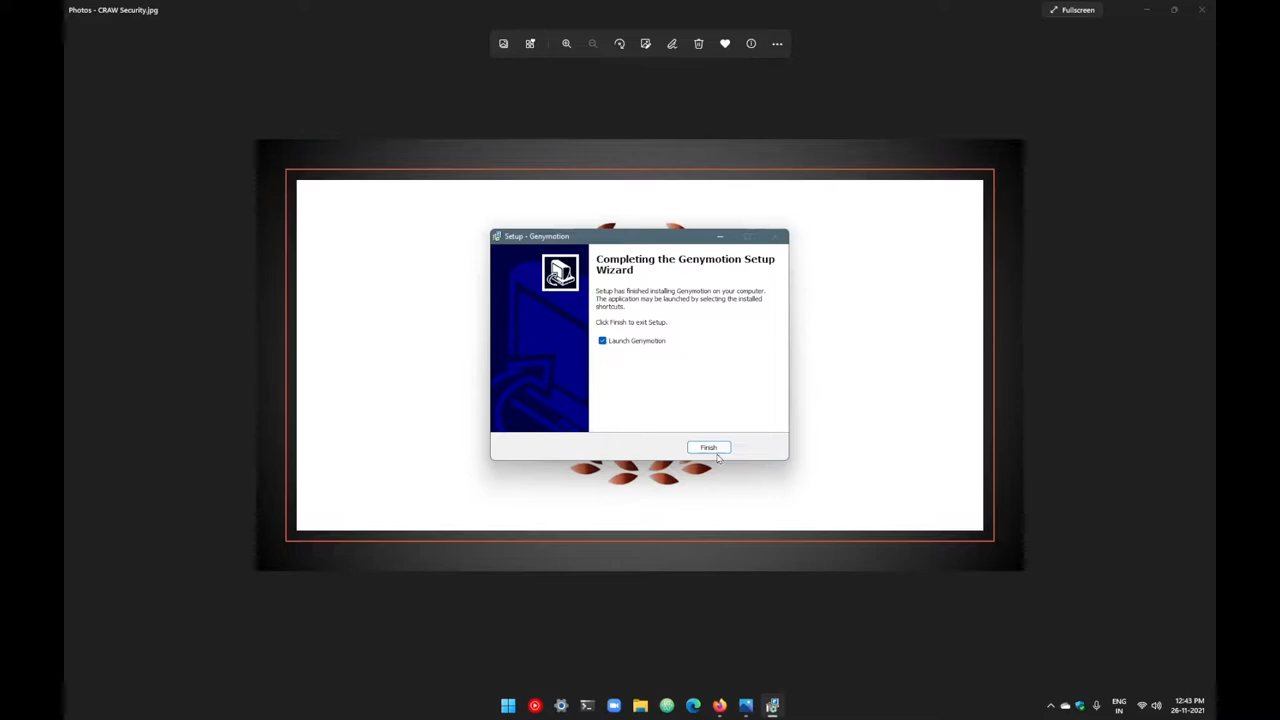 Photos - CRAW Security.jpg
Fullscreen
Setup - Genymotion
Completing the Genymotion Setup
Wizard
Setup has finished installing Genymotion on your computer.
The application may be launched by selecting the installed
shortcuts.
Click Finish to exit Setup.
Launch Genymotion
Finish
ENG
IN
12:43 PM
26-11-2021